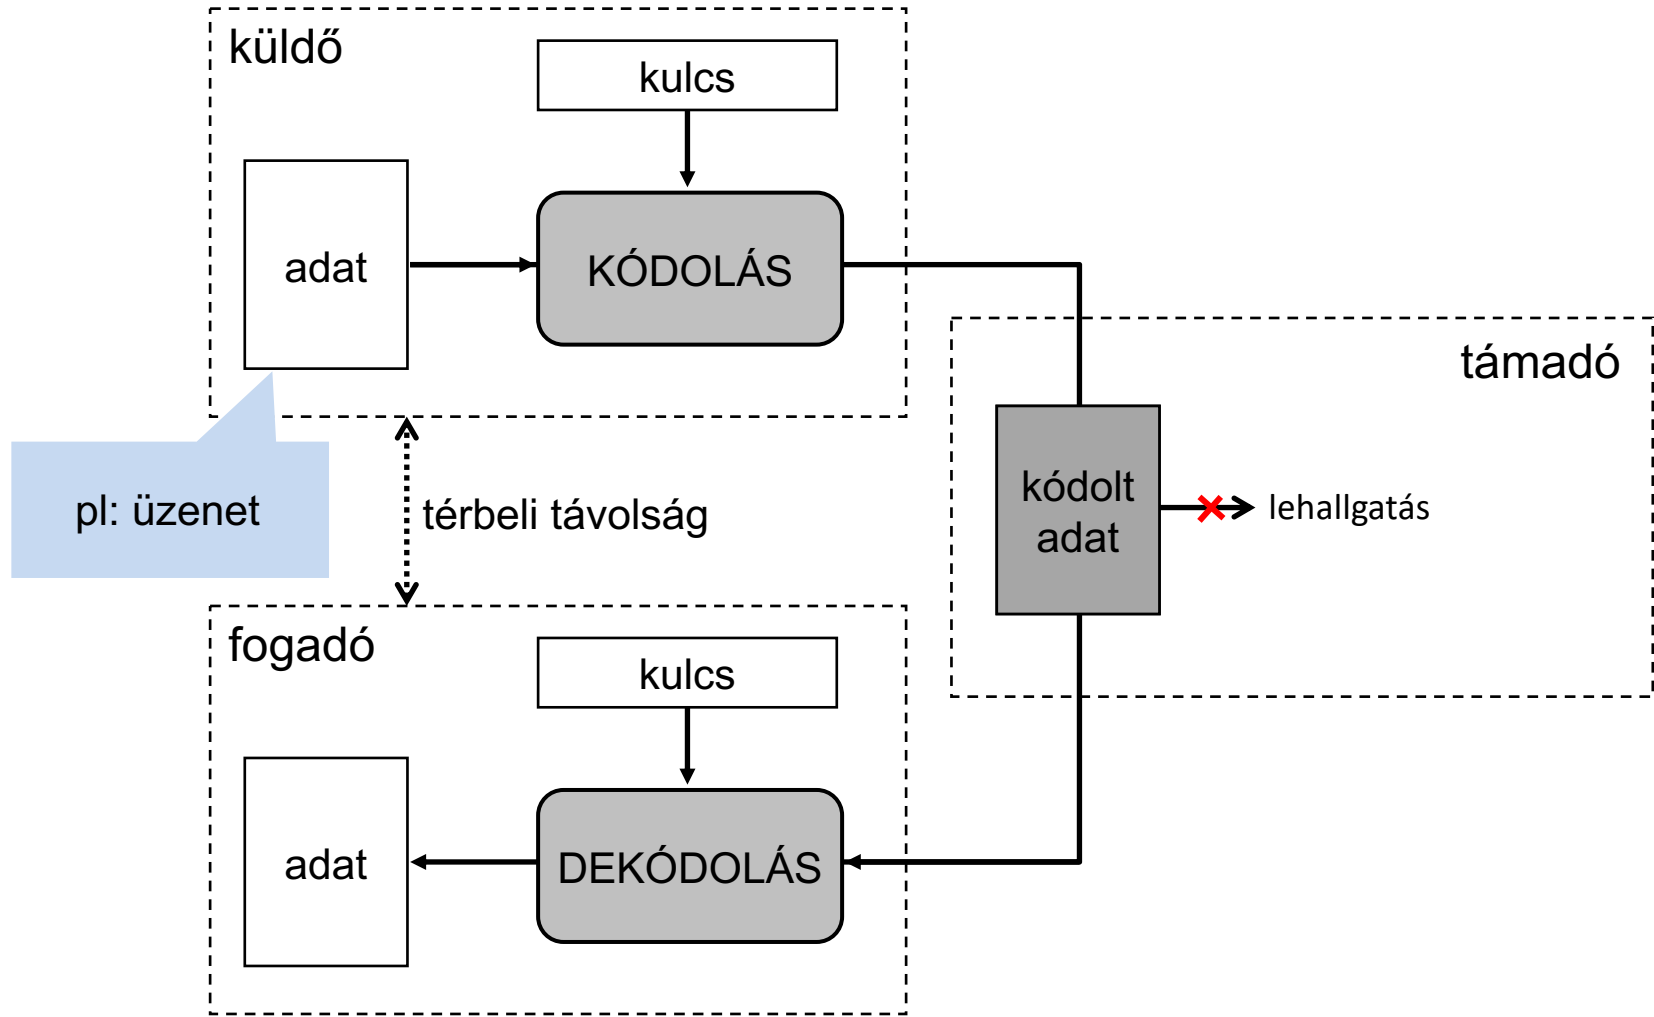 küldő
kulcs
adat
KÓDOLÁS
támadó
pl: üzenet
térbeli távolság
kódolt
adat
lehallgatás
fogadó
kulcs
adat
DEKÓDOLÁS